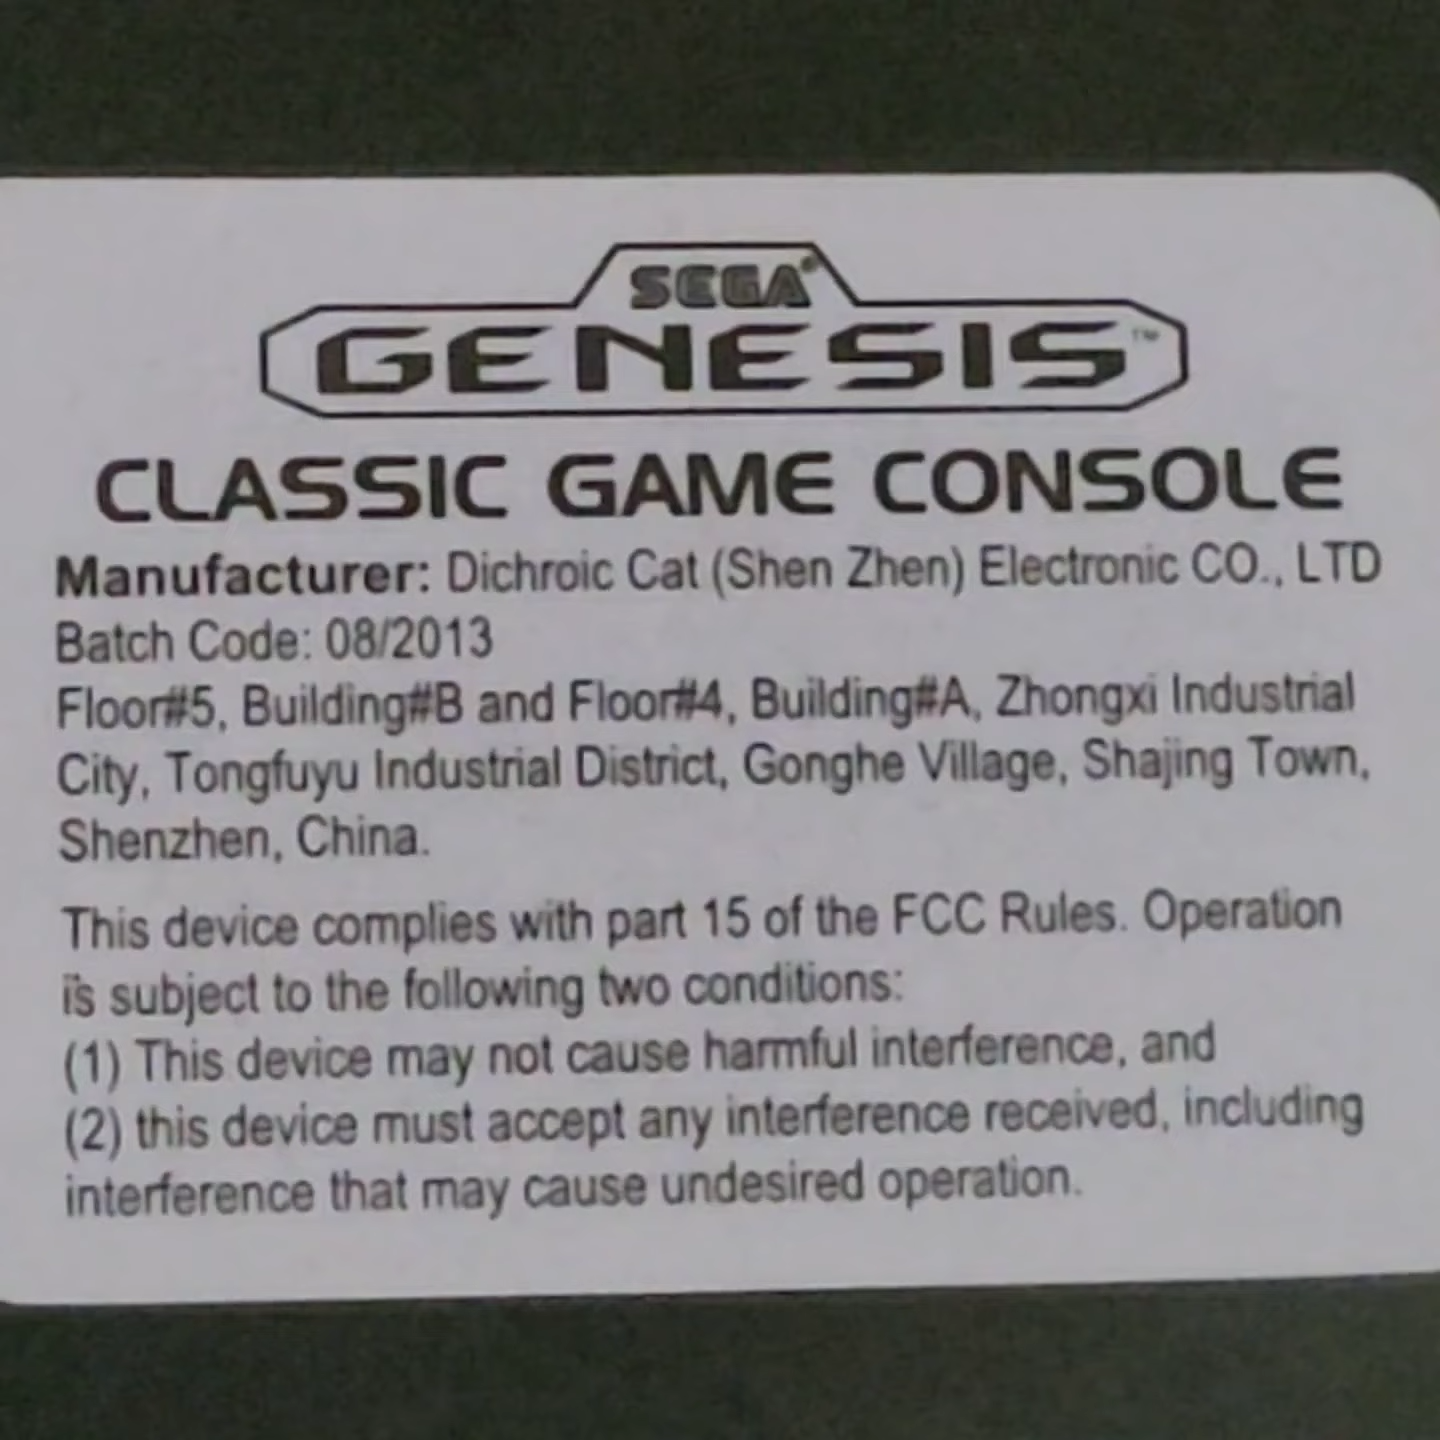 SEGA®
GENESIS™
CLASSIC GAME CONSOLE
Manufacturer: Dichroic Cat (Shen Zhen) Electronic CO., LTD
Batch Code: 08/2013
Floor#5, Building#B and Floor#4, Building#A, Zhongxi Industrial
City, Tongfuyu Industrial District, Gonghe Village, Shajing Town,
Shenzhen, China.
This device complies with part 15 of the FCC Rules. Operation
is subject to the following two conditions:
(1) This device may not cause harmful interference, and
(2) this device must accept any interference received, including
interference that may cause undesired operation.